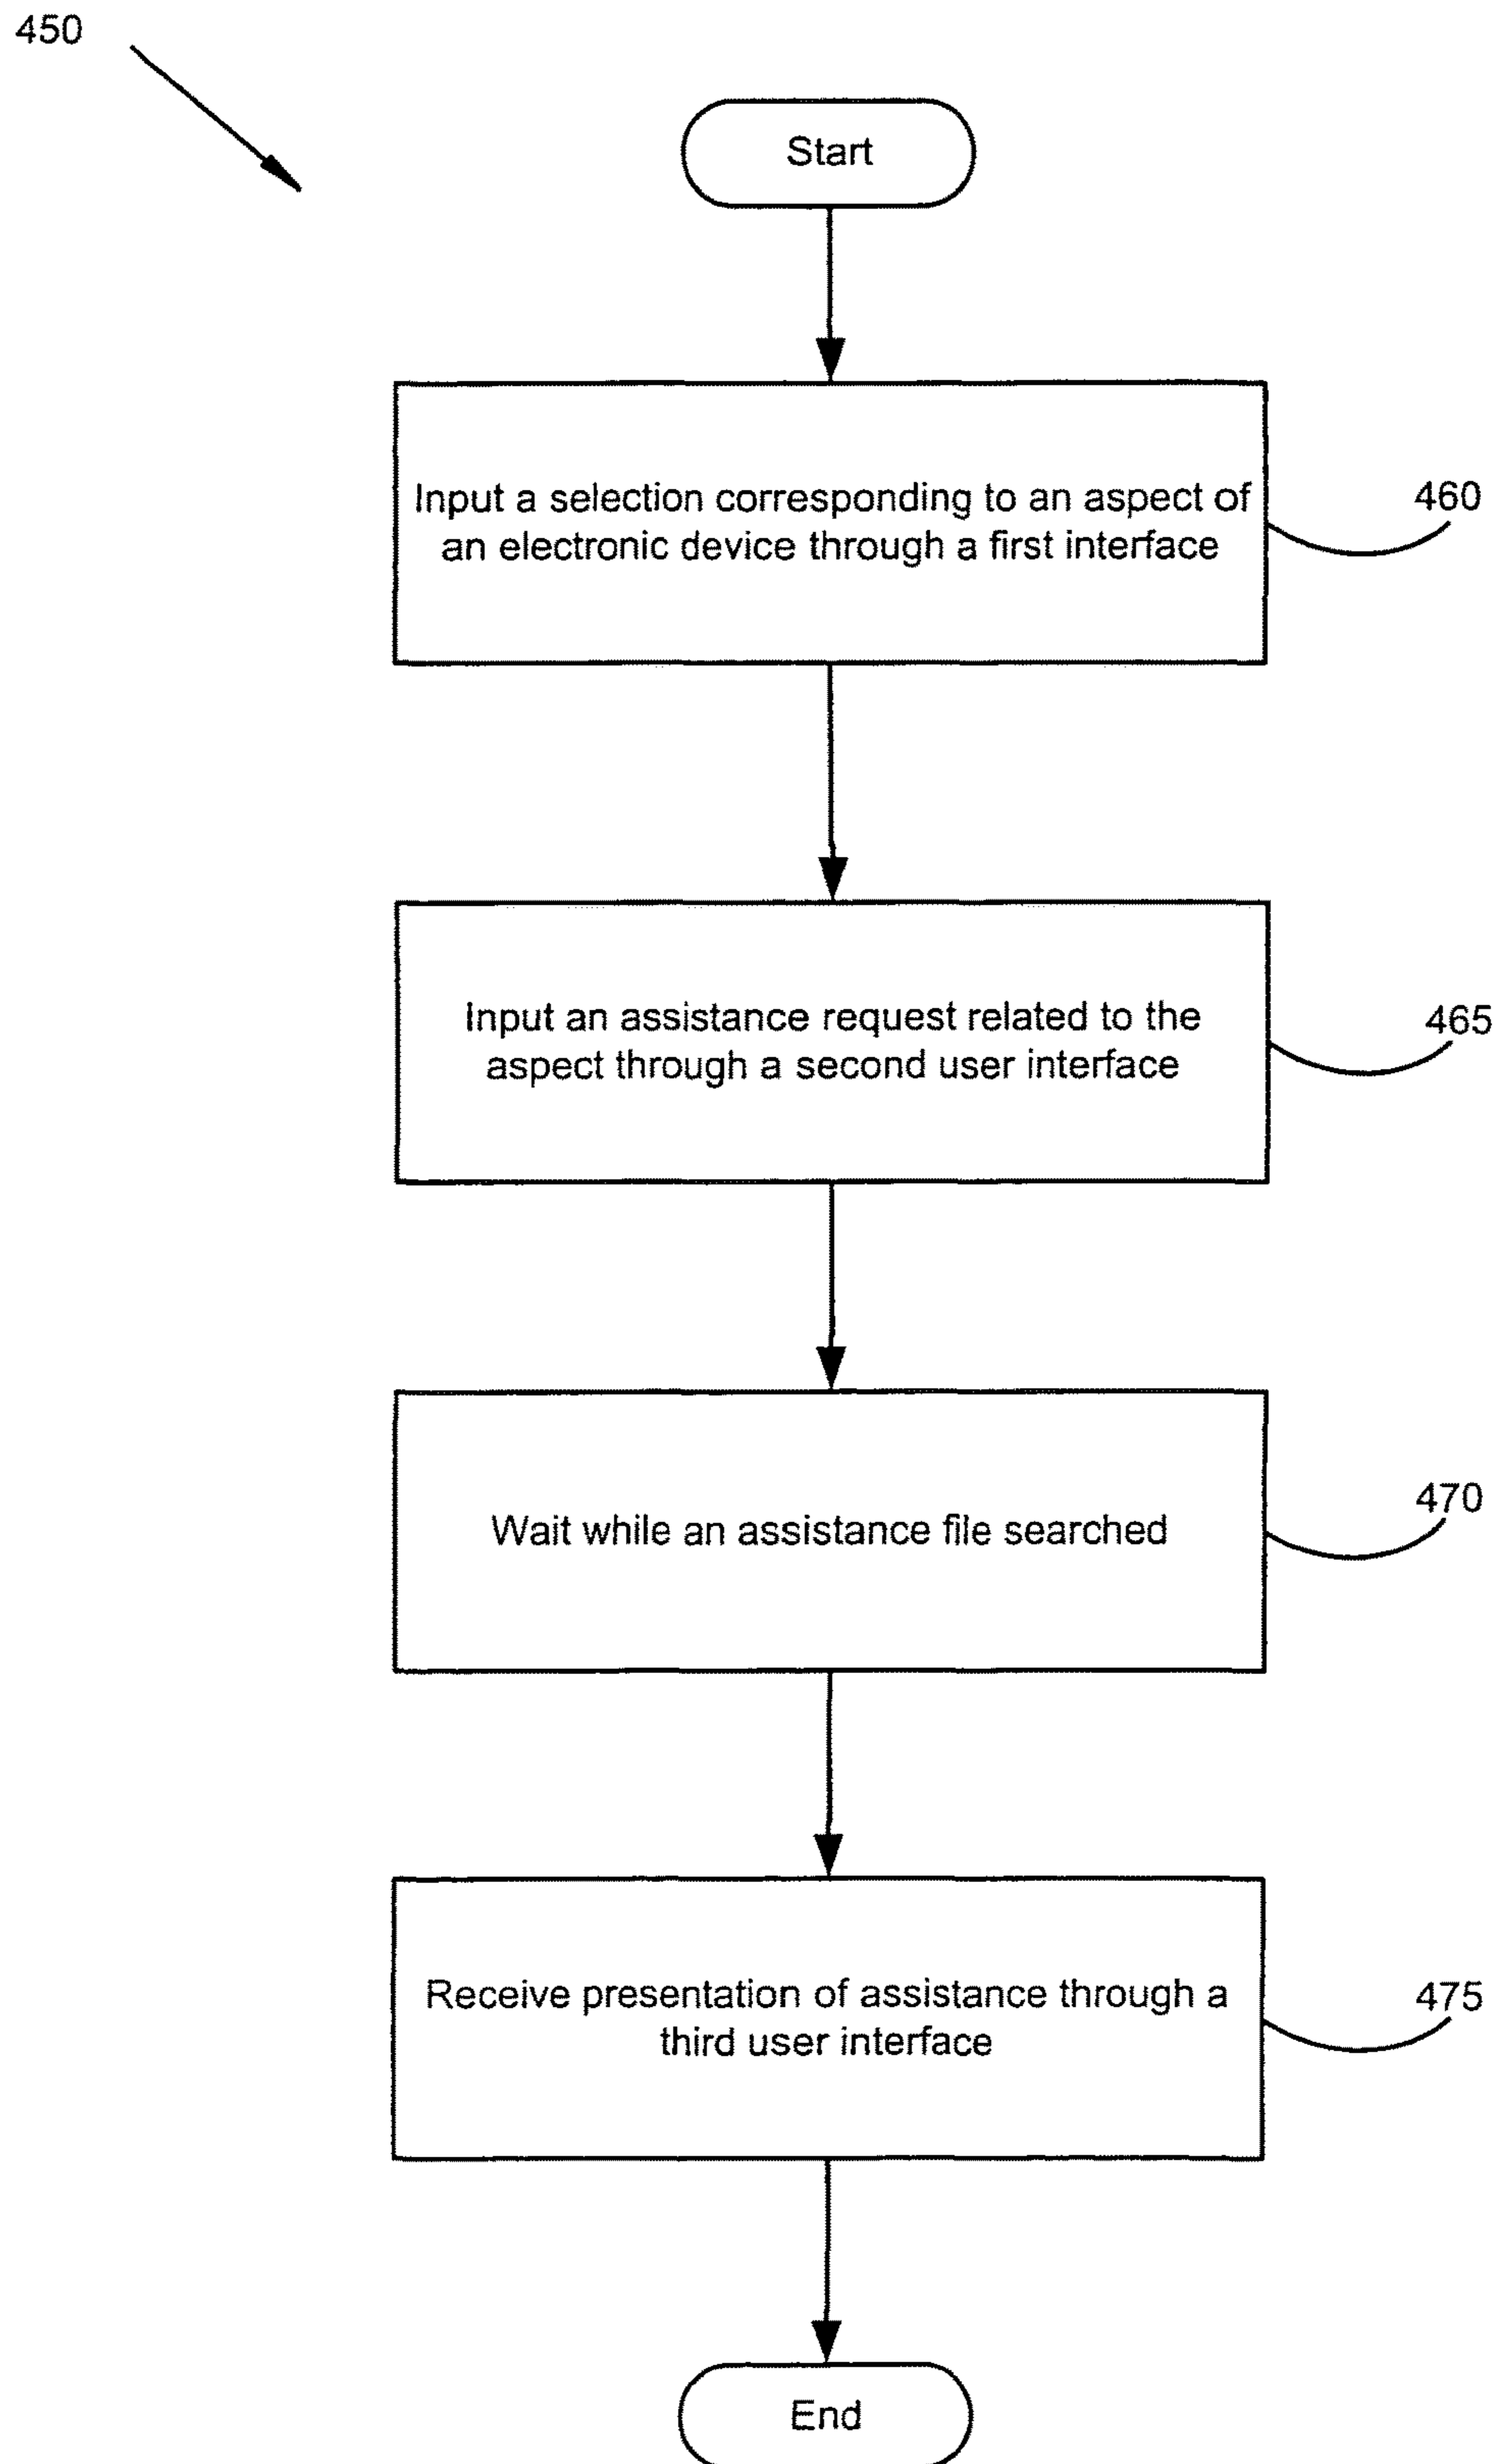 450
Start
Input a selection corresponding to an aspect of
an electronic device through a first interface
460
Input an assistance request related to the
aspect through a second user interface
465
Wait while an assistance file searched
470
Receive presentation of assistance through a
third user interface
475
End